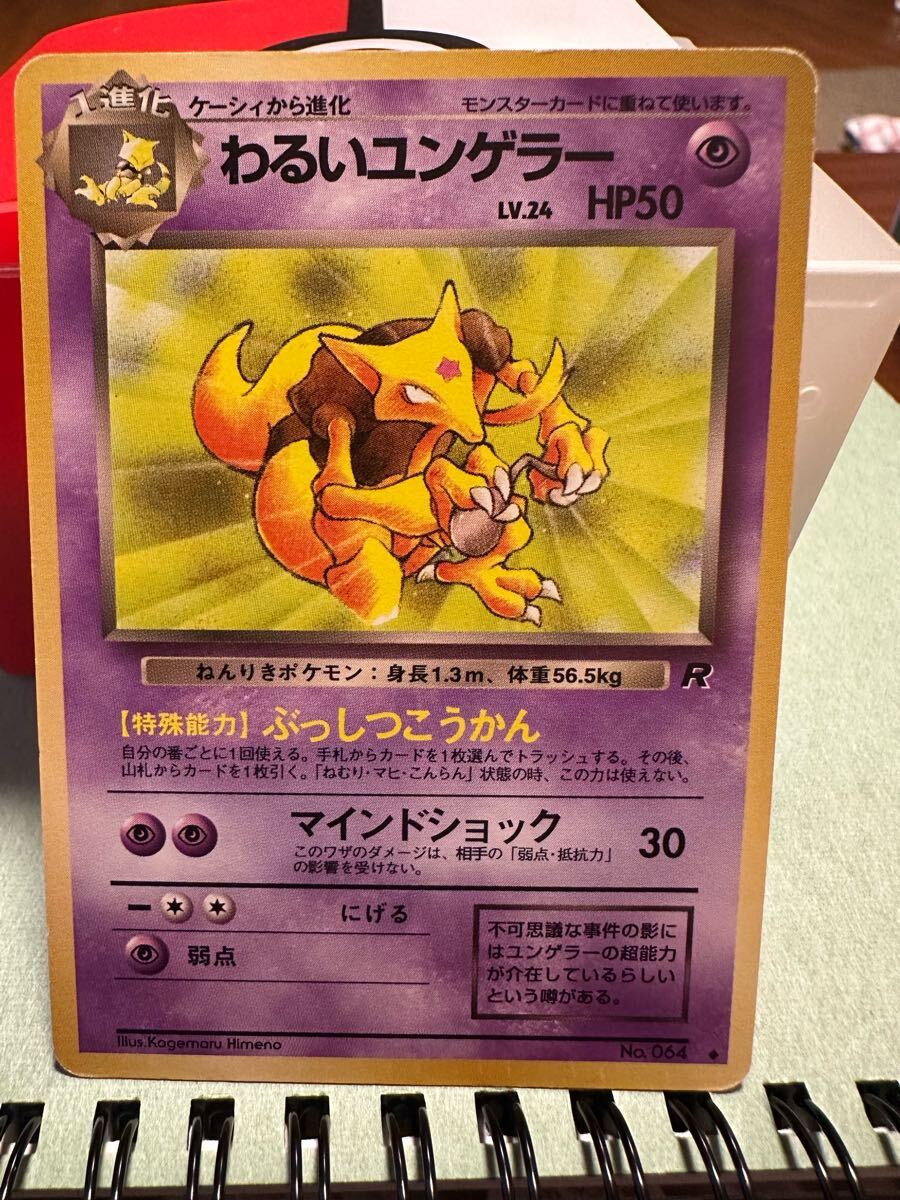 1進化
ケーシィから進化
モンスターカードに重ねて使います。
わるいユンゲラー
LV.24 HP50
ねんりきポケモン：身長1.3m、体重56.5kg
R
【特殊能力】ぶっしつこうかん
自分の番ごとに1回使える。手札からカードを1枚選んでトラッシュする。その後、
山札からカードを1枚引く。「ねむり・マヒ・こんらん」状態の時、この力は使えない。
マインドショック 30
このワザのダメージは、相手の「弱点・抵抗力」
の影響を受けない。
にげる
弱点
不可思議な事件の影に
はユンゲラーの超能力
が介在しているらしい
という噂がある。
Illus.Kagemaru Himeno
No. 064